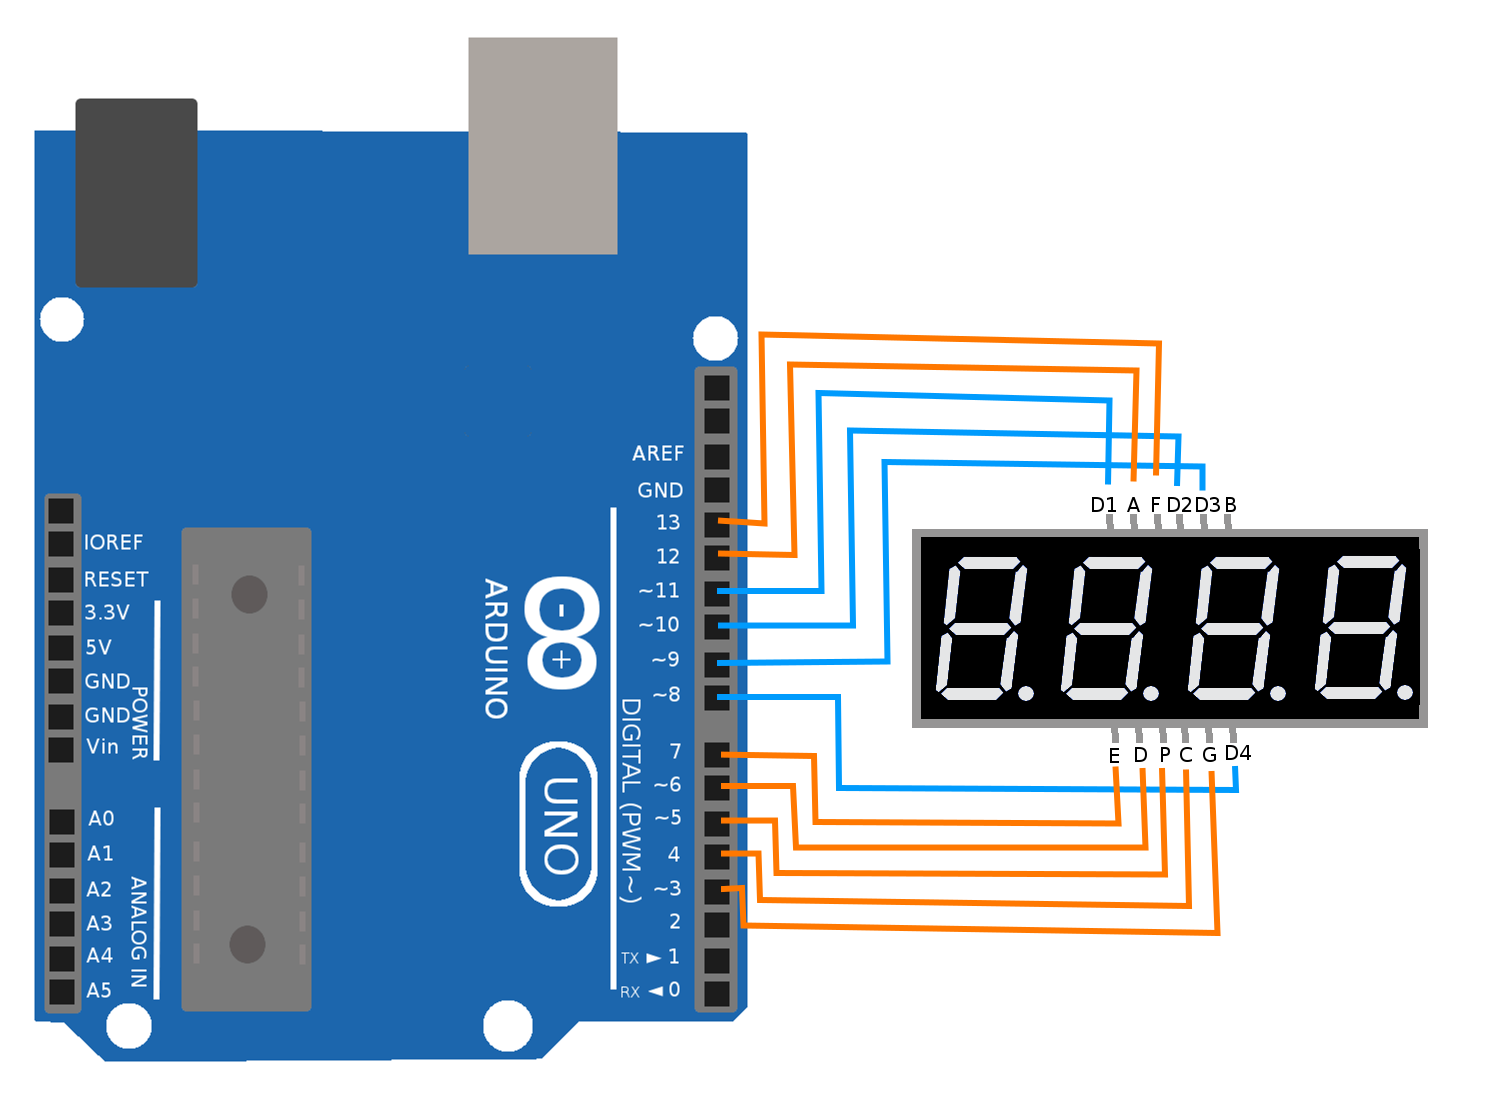 IOREF
RESET
3.3V
5V
GND
GND
Vin
POWER
A0
A1
A2
A3
A4
A5
ANALOG IN
ARDUINO
- +
UNO
AREF
GND
13
12
~11
~10
~9
~8
7
~6
~5
4
~3
2
TX ► 1
RX ◄ 0
DIGITAL (PWM~)
D1 A F D2 D3 B
E D P C G D4